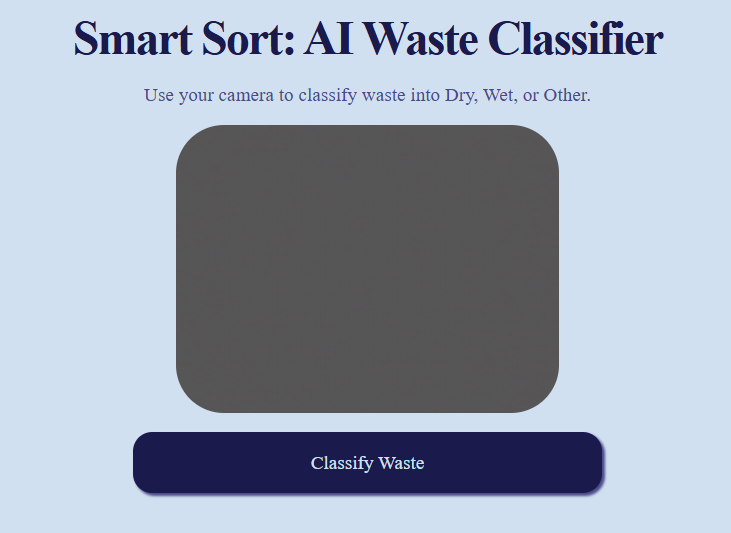 Smart Sort: AI Waste Classifier
Use your camera to classify waste into Dry, Wet, or Other.
Classify Waste